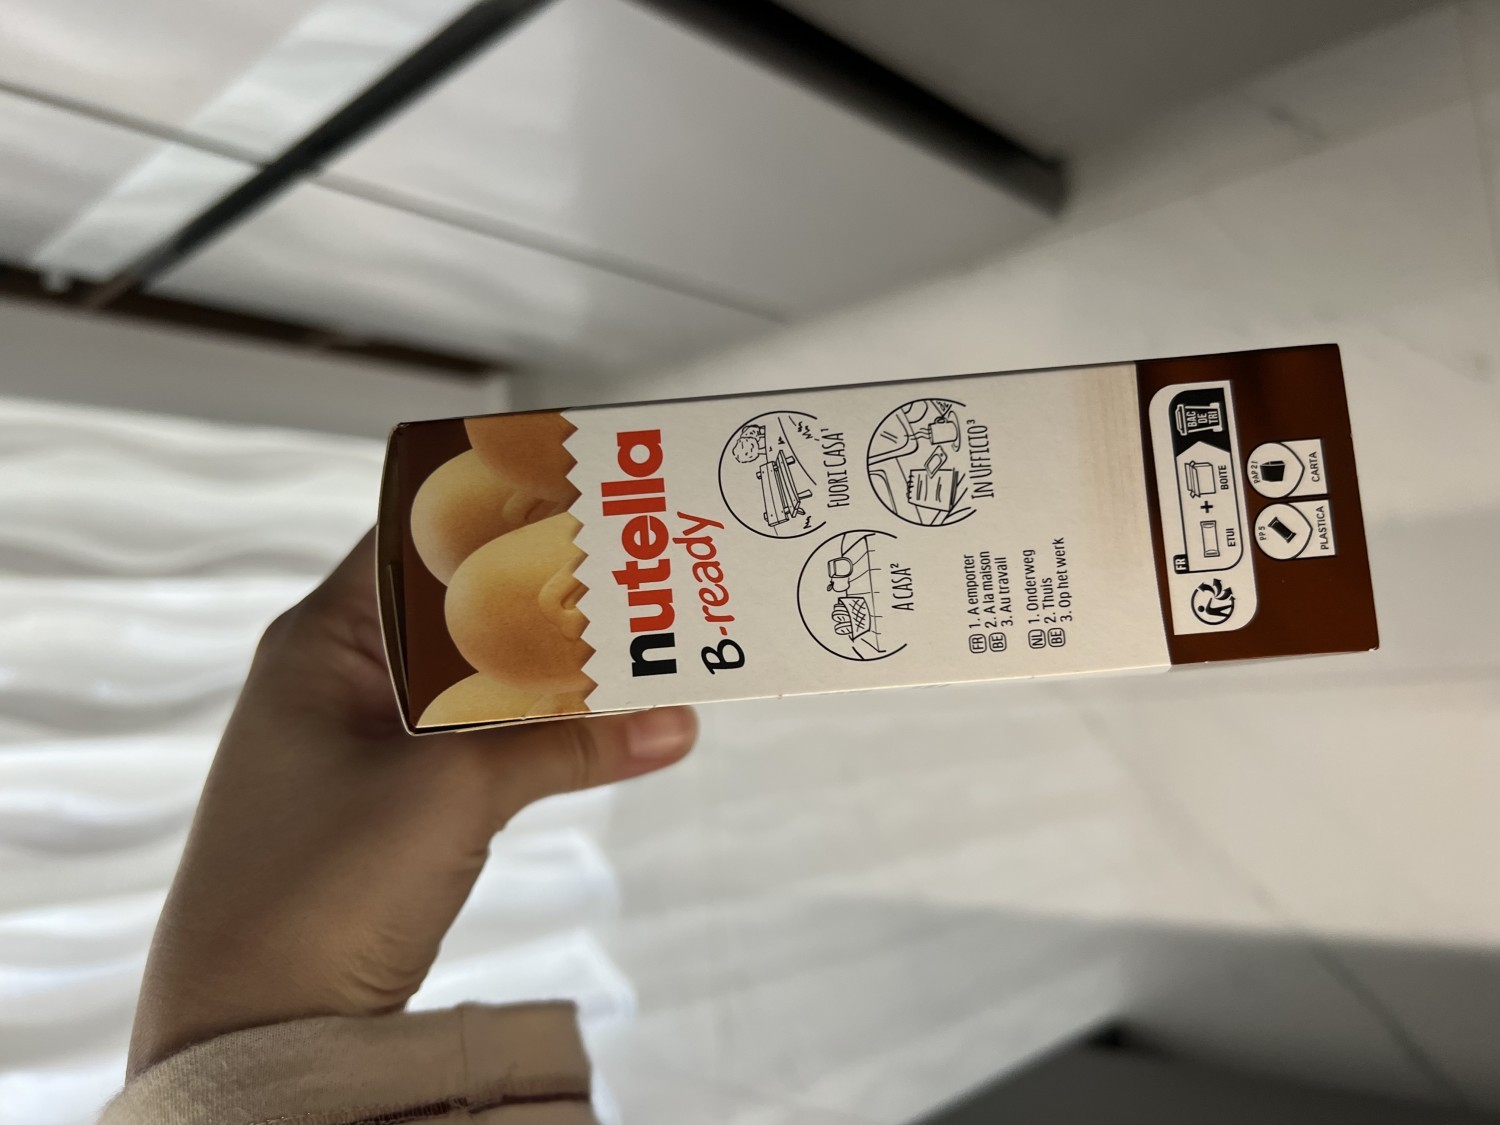 nutella
B-ready
FUORI CASA¹
A CASA²
IN UFFICIO³
FR 1. A emporter
BE 2. A la maison
3. Au travail
NL 1. Onderweg
BE 2. Thuis
3. Op het werk
FR
ETUI + BOITE
BAC
DE
TRI
PP 5
PLASTICA
PAP 21
CARTA